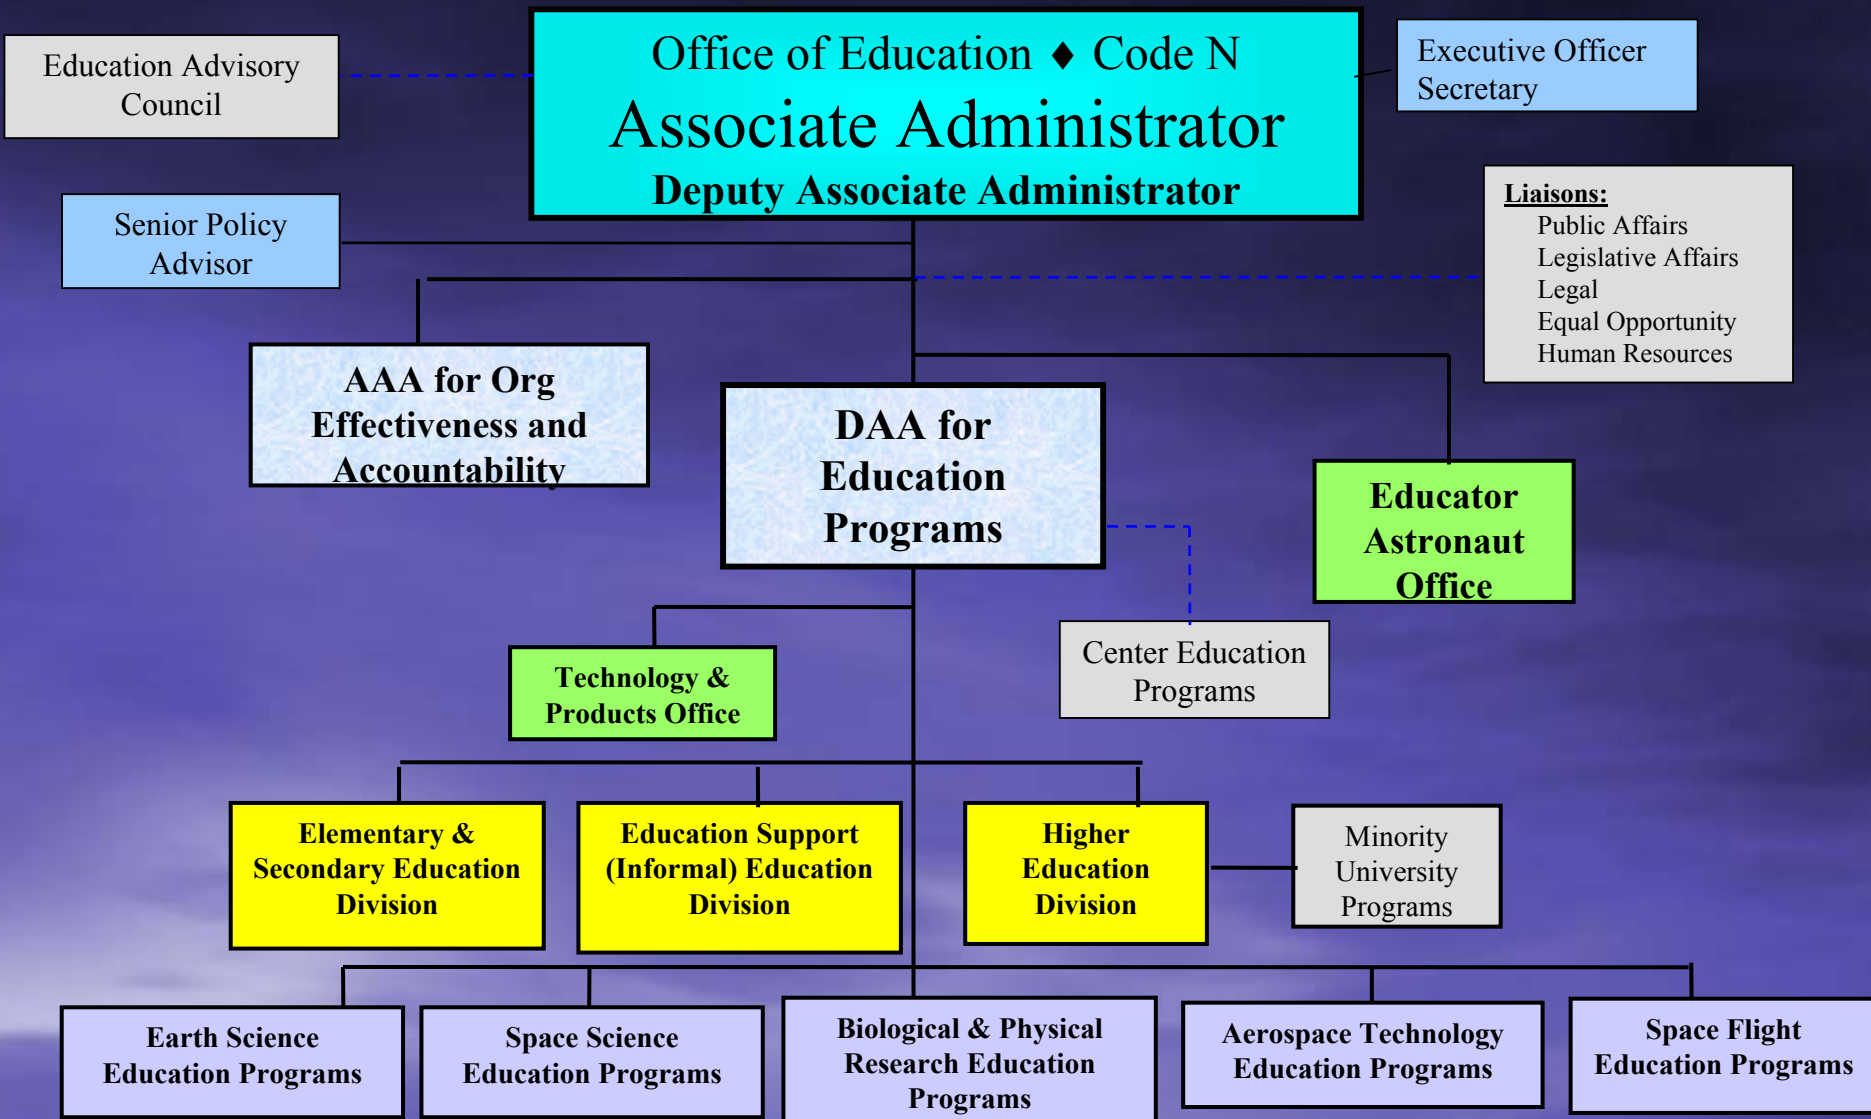 Office of Education ♦ Code N
Associate Administrator
Deputy Associate Administrator
Education Advisory
Council
Executive Officer
Secretary
Senior Policy
Advisor
Liaisons:
Public Affairs
Legislative Affairs
Legal
Equal Opportunity
Human Resources
AAA for Org
Effectiveness and
Accountability
DAA for
Education
Programs
Educator
Astronaut
Office
Technology &
Products Office
Center Education
Programs
Elementary &
Secondary Education
Division
Education Support
(Informal) Education
Division
Higher
Education
Division
Minority
University
Programs
Earth Science
Education Programs
Space Science
Education Programs
Biological & Physical
Research Education
Programs
Aerospace Technology
Education Programs
Space Flight
Education Programs